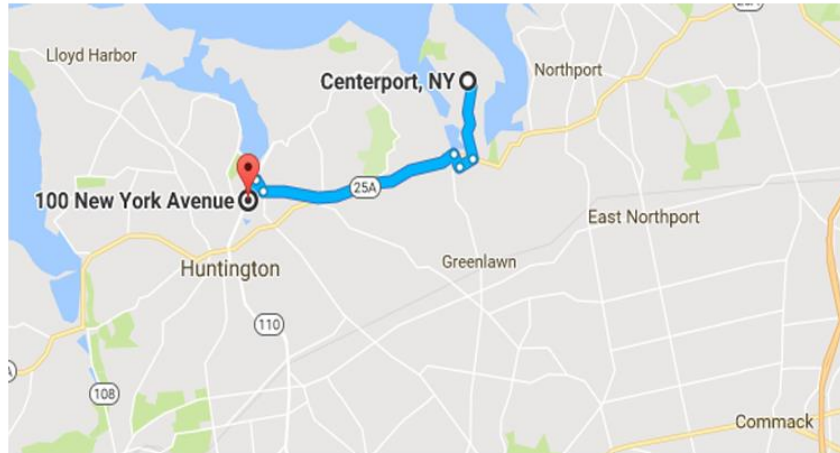 Lloyd Harbor
Centerport, NY
Northport
25A
100 New York Avenue
East Northport
Huntington
Greenlawn
110
108
Commack